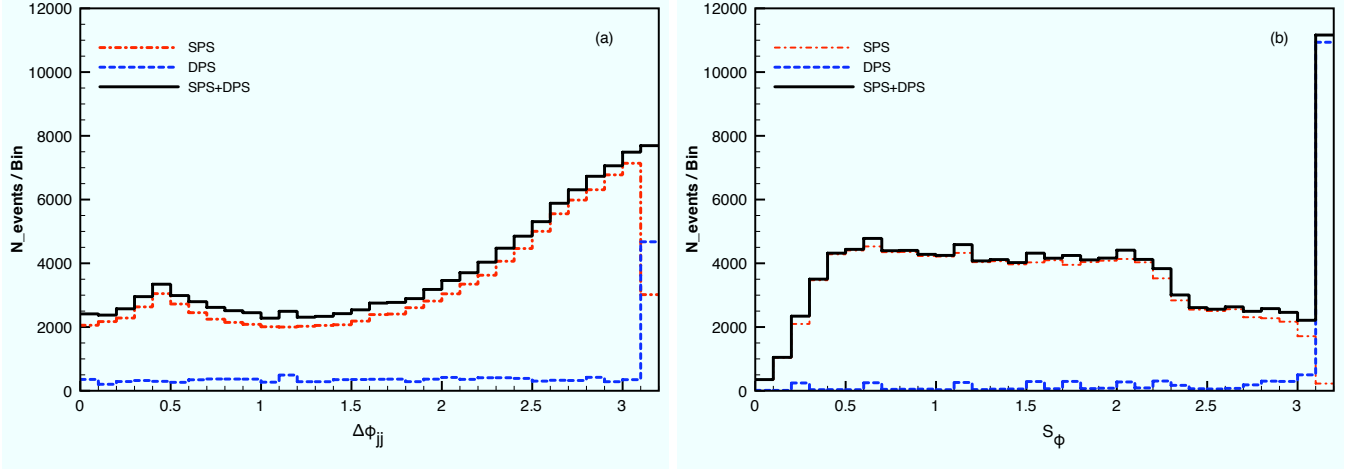 12000
10000
8000
6000
4000
2000
0
N_events / Bin
SPS
DPS
SPS+DPS
(a)
0 0.5 1 1.5 2 2.5 3
Δϕjj
12000
10000
8000
6000
4000
2000
0
N_events / Bin
SPS
DPS
SPS+DPS
(b)
0 0.5 1 1.5 2 2.5 3
Sϕ